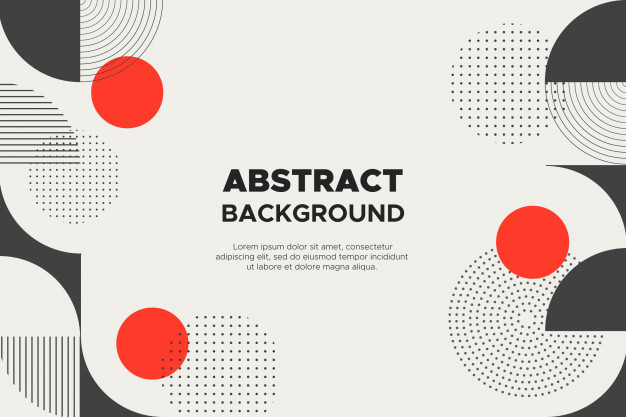 ABSTRACT
BACKGROUND
Lorem ipsum dolor sit amet, consectetur
adipiscing elit, sed do eiusmod tempor incididunt
ut labore et dolore magna aliqua.